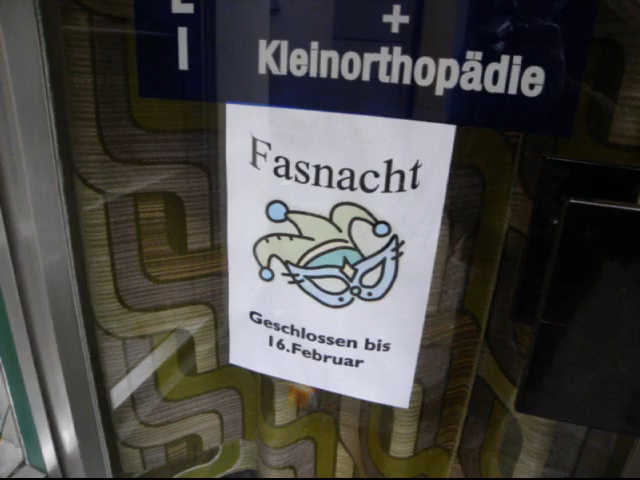 +
Kleinorthopädie
Fasnacht
Geschlossen bis
16.Februar